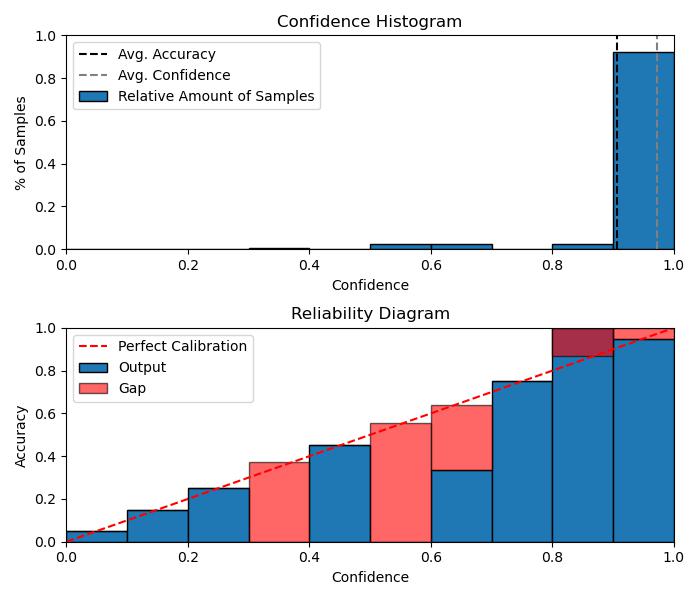 Confidence Histogram
1.0
0.8
0.6
0.4
0.2
0.0
% of Samples
Avg. Accuracy
Avg. Confidence
Relative Amount of Samples
0.0 0.2 0.4 0.6 0.8 1.0
Confidence
Reliability Diagram
1.0
0.8
0.6
0.4
0.2
0.0
Accuracy
Perfect Calibration
Output
Gap
0.0 0.2 0.4 0.6 0.8 1.0
Confidence